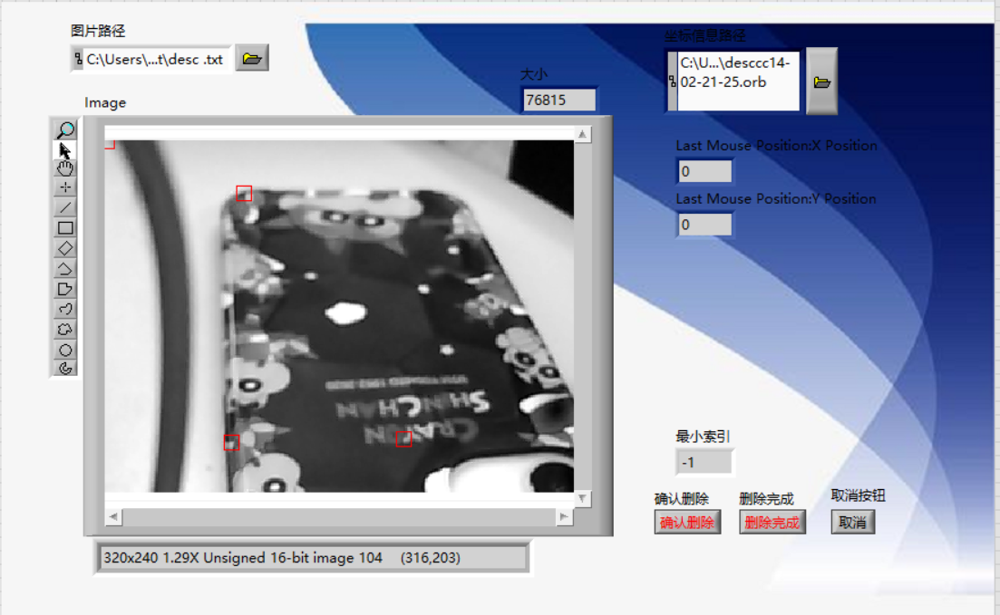 图片路径
C:\Users\...t\desc .txt
Image
大小
76815
坐标信息路径
C:\U...\desccc14-
02-21-25.orb
Last Mouse Position:X Position
0
Last Mouse Position:Y Position
0
SHINCHAN
CRAYON
最小索引
-1
确认删除
确认删除
删除完成
删除完成
取消按钮
取消
320x240 1.29X Unsigned 16-bit image 104 (316,203)